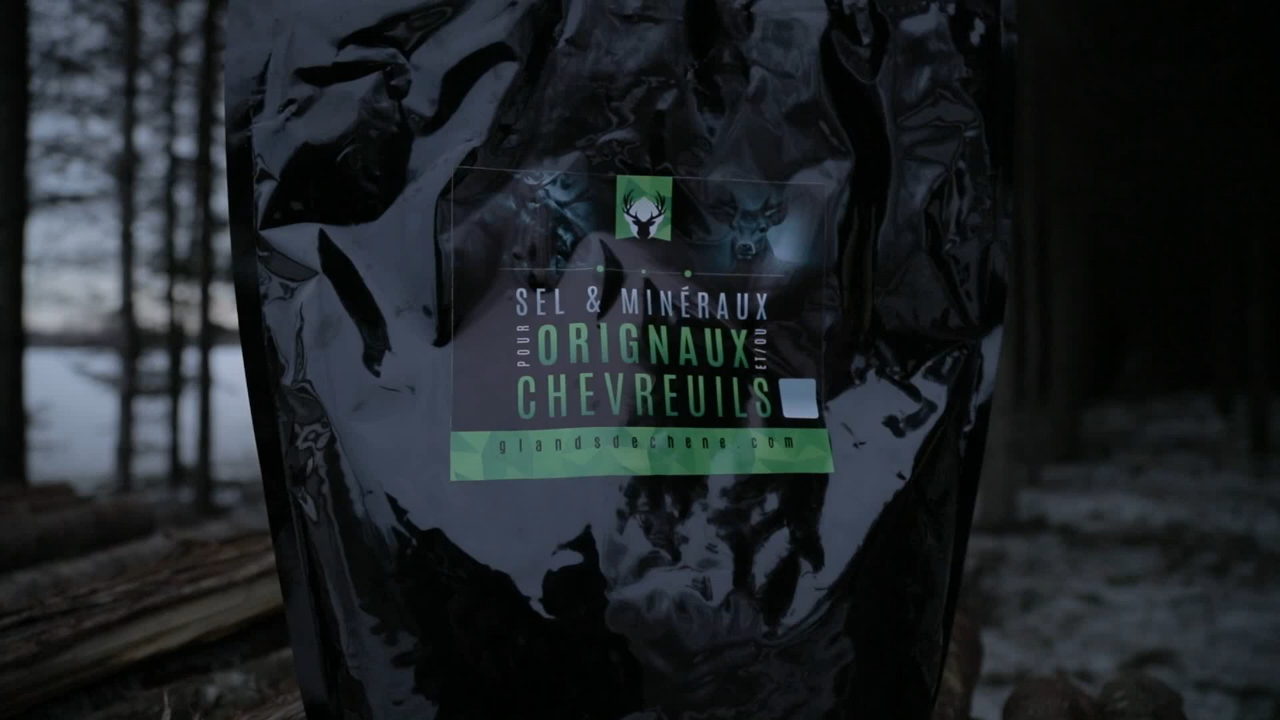 SEL & MINÉRAUX
POUR ORIGNAUX ET/OU
CHEVREUILS
glandsdechene.com